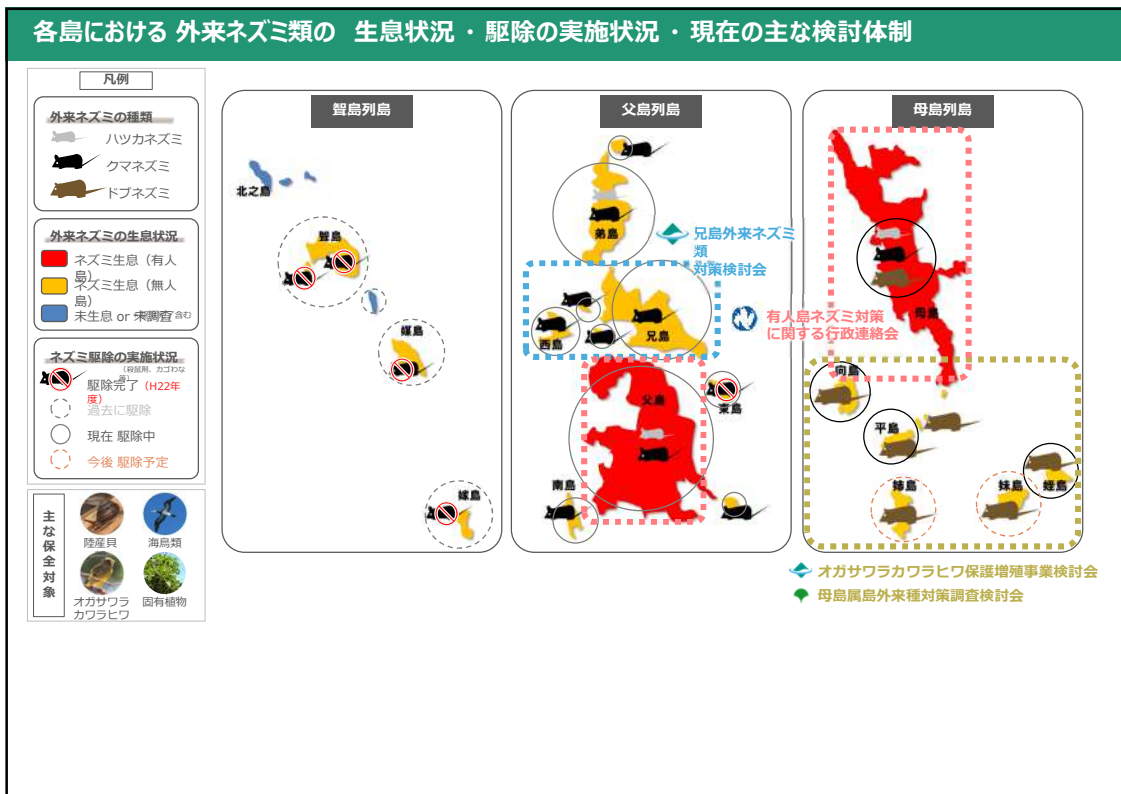 各島における 外来ネズミ類の 生息状況 ・ 駆除の実施状況 ・ 現在の主な検討体制
凡例
外来ネズミの種類
ハツカネズミ
クマネズミ
ドブネズミ
外来ネズミの生息状況
ネズミ生息（有人
島）
ネズミ生息（無人
島）
未生息 or 未調査 含む
ネズミ駆除の実施状況
（殺鼠剤、カゴわな
等）
駆除完了（H22年
度）
過去に駆除
現在 駆除中
今後 駆除予定
主な保全対象
陸産貝
海鳥類
オガサワラ
カワラヒワ
固有植物
聟島列島
北之島
聟島
媒島
嫁島
父島列島
弟島
兄島外来ネズミ
類
対策検討会
西島
兄島
有人島ネズミ対策
に関する行政連絡会
父島
東島
南島
母島列島
母島
向島
平島
姉島
妹島
姪島
オガサワラカワラヒワ保護増殖事業検討会
母島属島外来種対策調査検討会